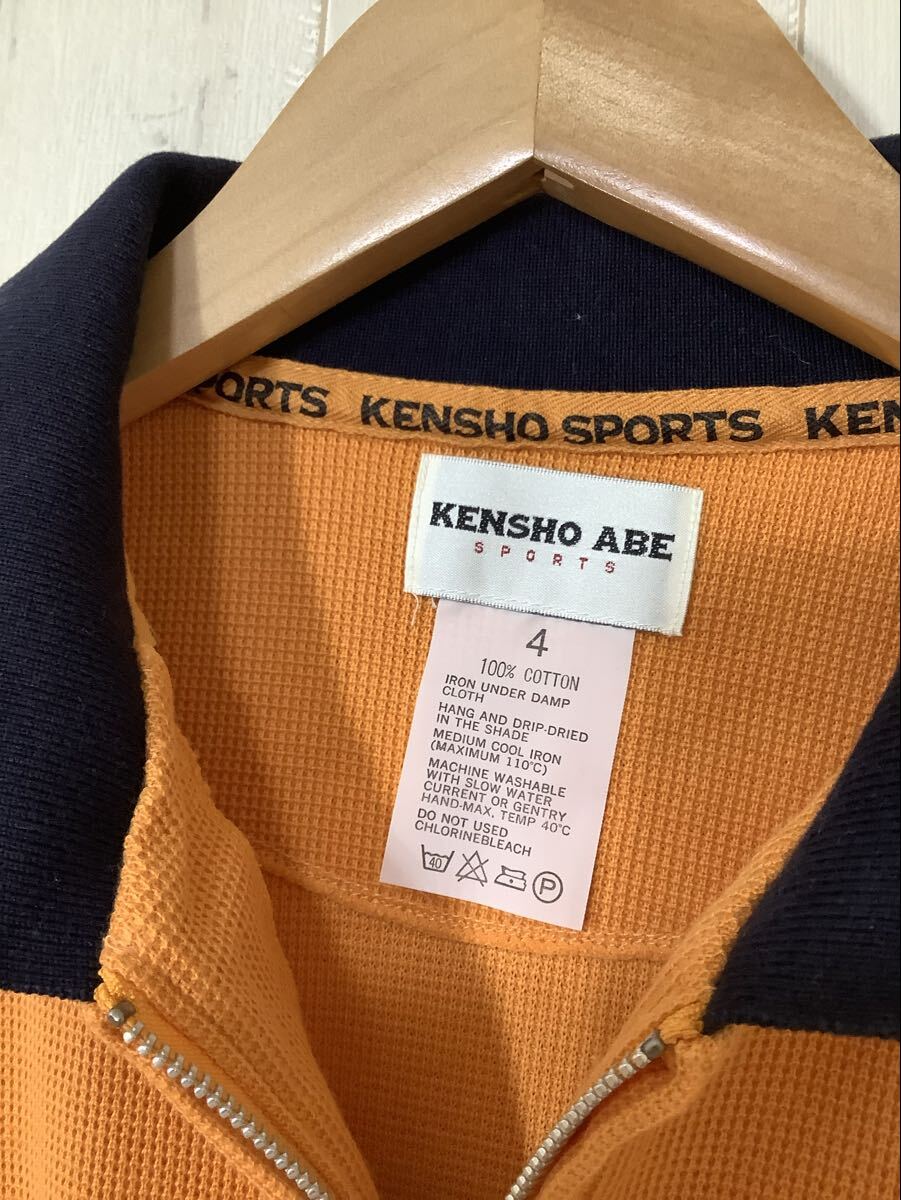 PORTS KENSHO SPORTS KEN
KENSHO ABE
SPORTS
4
100% COTTON
IRON UNDER DAMP
CLOTH
HANG AND DRIP-DRIED
IN THE SHADE
MEDIUM COOL IRON
(MAXIMUM 110°C)
MACHINE WASHABLE
WITH SLOW WATER
CURRENT OR GENTRY
HAND-MAX. TEMP 40°C
DO NOT USED
CHLORINEBLEACH
40 P